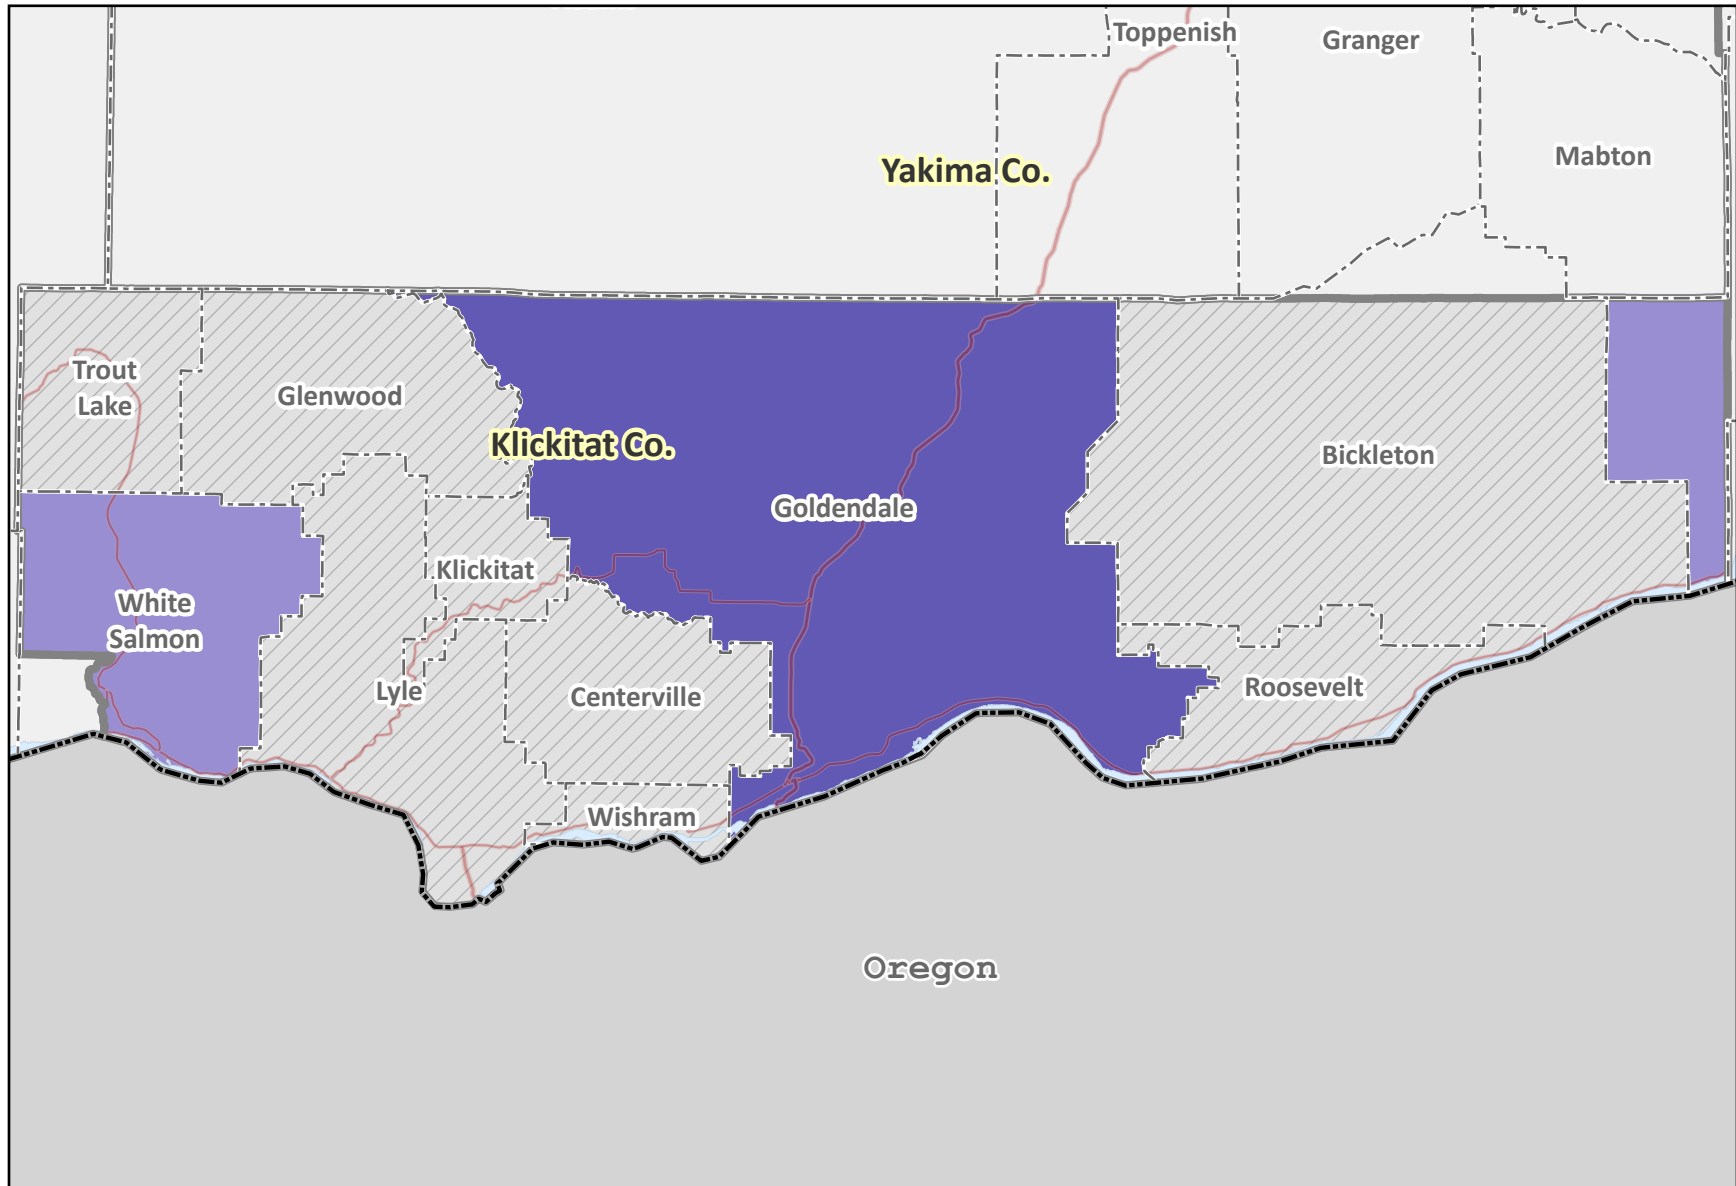 Toppenish
Granger
Mabton
Yakima Co.
Trout
Lake
Glenwood
Klickitat Co.
Bickleton
Goldendale
Klickitat
White
Salmon
Lyle
Centerville
Roosevelt
Wishram
Oregon